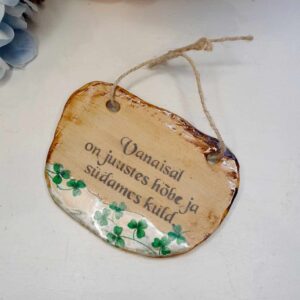 Vanaisal
on juustes hõbe ja
südames kuld